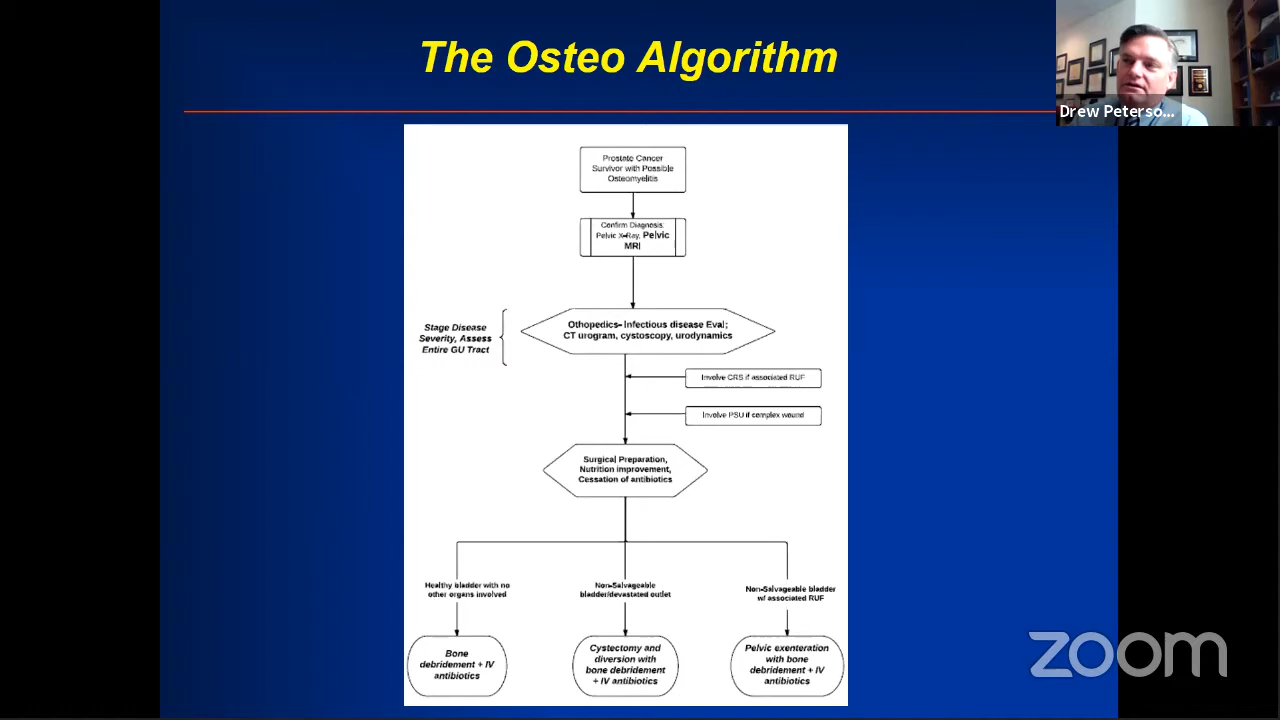 The Osteo Algorithm
Drew Peterso...
Prostate Cancer
Survivor with Possible
Osteomyelitis
Confirm Diagnosis:
Pelvic X-Ray, Pelvic
MRI
Stage Disease
Severity, Assess
Entire GU Tract
Othopedics- Infectious disease Eval;
CT urogram, cystoscopy, urodynamics
Involve CRS if associated RUF
Involve PSU if complex wound
Surgical Preparation,
Nutrition improvement,
Cessation of antibiotics
Healthy bladder with no
other organs involved
Non-Salvageable
bladder/devastated outlet
Non-Salvageable bladder
w/ associated RUF
Bone
debridement + IV
antibiotics
Cystectomy and
diversion with
bone debridement
+ IV antibiotics
Pelvic exenteration
with bone
debridement + IV
antibiotics
zoom